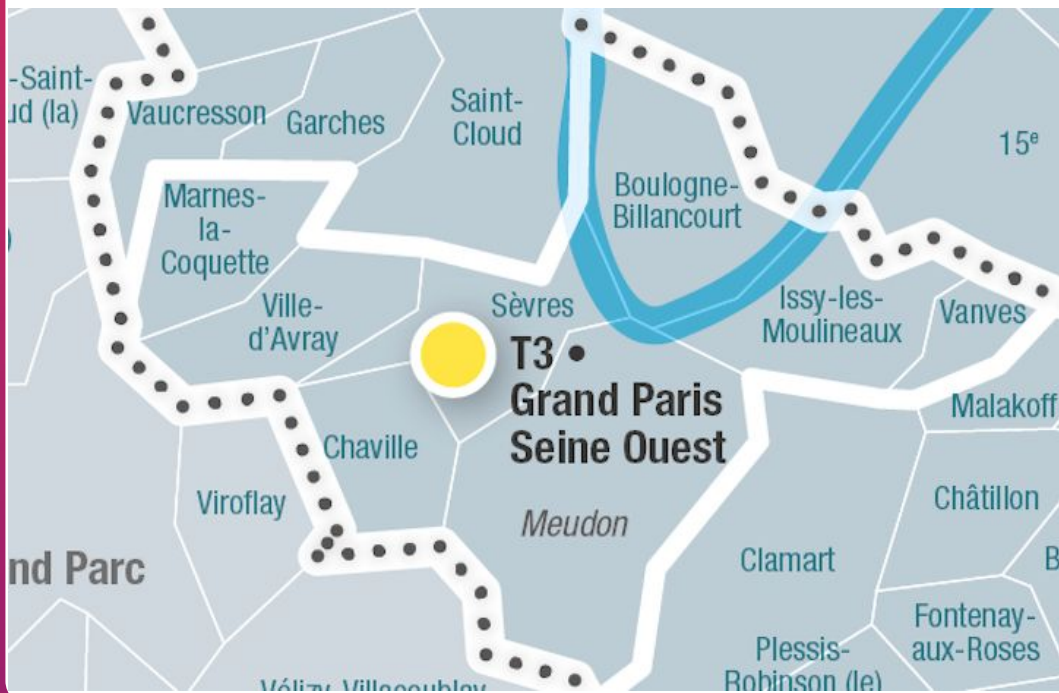 -Saint-
ud (la)
Vaucresson
Garches
Saint-
Cloud
15e
Marnes-
la-
Coquette
Boulogne-
Billancourt
Ville-
d'Avray
Sèvres
Issy-les-
Moulineaux
Vanves
T3 •
Grand Paris
Seine Ouest
Malakoff
Chaville
Viroflay
Meudon
Châtillon
nd Parc
Clamart
B
Fontenay-
aux-Roses
Plessis-
Robinson (le)
Vélizy-Villacoublay